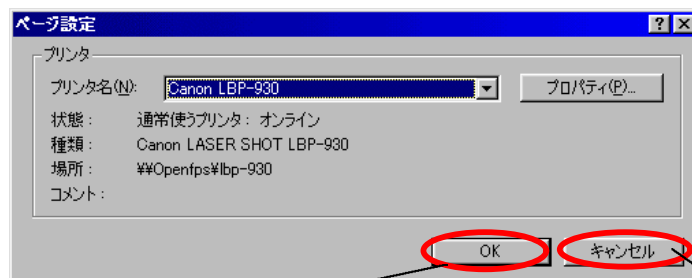 ページ設定
プリンタ
プリンタ名(N): Canon LBP-930 プロパティ(P)...
状態： 通常使うプリンタ： オンライン
種類： Canon LASER SHOT LBP-930
場所： ¥¥Openfps¥lbp-930
コメント：
OK キャンセル